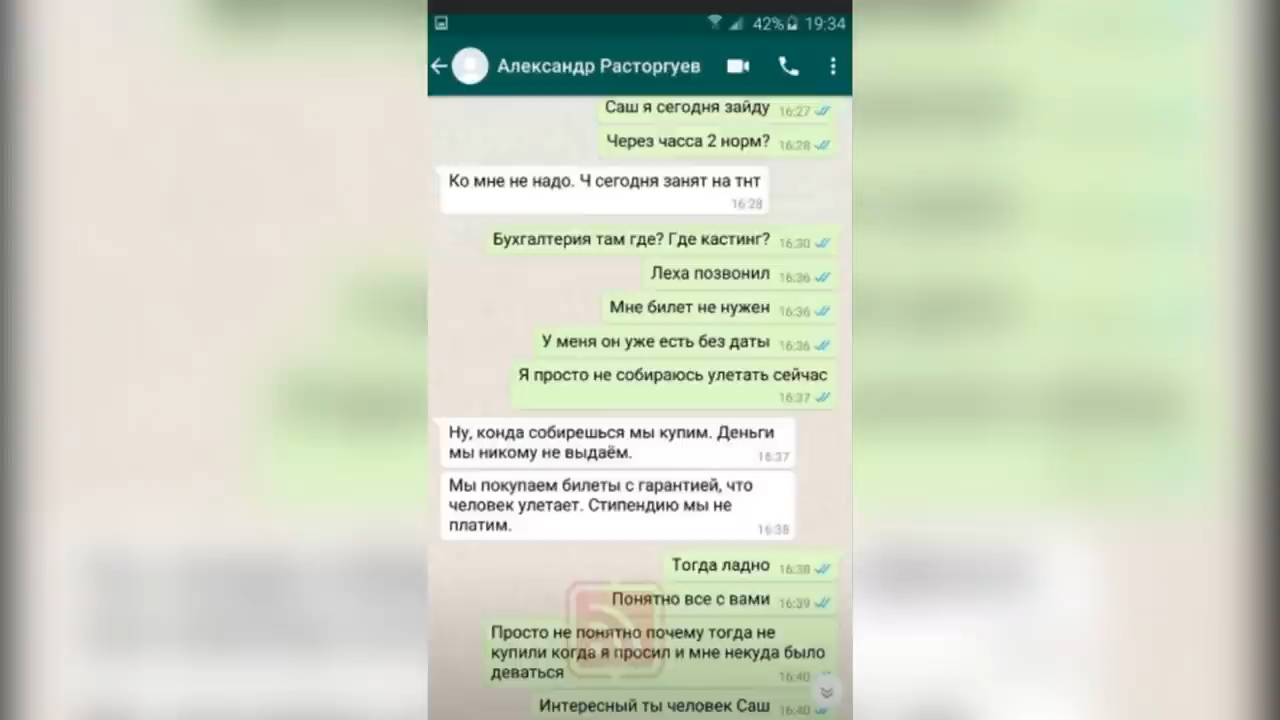 42% 19:34
Александр Расторгуев
Саш я сегодня зайду 16:27
Через часса 2 норм? 16:28
Ко мне не надо. Ч сегодня занят на тнт
16:28
Бухгалтерия там где? Где кастинг? 16:30
Леха позвонил 16:36
Мне билет не нужен 16:36
У меня он уже есть без даты 16:36
Я просто не собираюсь улетать сейчас
16:37
Ну, конда собирешься мы купим. Деньги
мы никому не выдаём. 16:37
Мы покупаем билеты с гарантией, что
человек улетает. Стипендию мы не
платим. 16:38
Тогда ладно 16:38
Понятно все с вами 16:39
Просто не понятно почему тогда не
купили когда я просил и мне некуда было
деваться 16:40
Интересный ты человек Саш 16:40